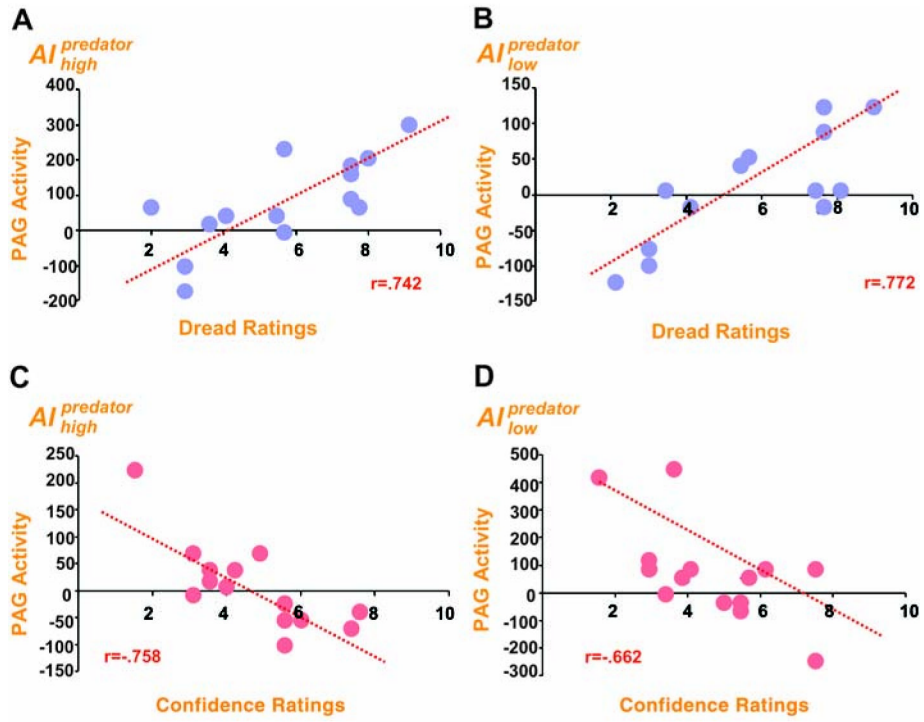 A
AI predator high
400
300
200
100
0
-100
-200
2
4
6
8
10
PAG Activity
r=.742
Dread Ratings
B
AI predator low
150
100
50
0
-50
-100
-150
2
4
6
8
10
PAG Activity
r=.772
Dread Ratings
C
AI predator high
250
200
150
100
50
0
-50
-100
-150
2
4
6
8
10
PAG Activity
r=-.758
Confidence Ratings
D
AI predator low
500
400
300
200
100
0
-100
-200
-300
2
4
6
8
10
PAG Activity
r=-.662
Confidence Ratings